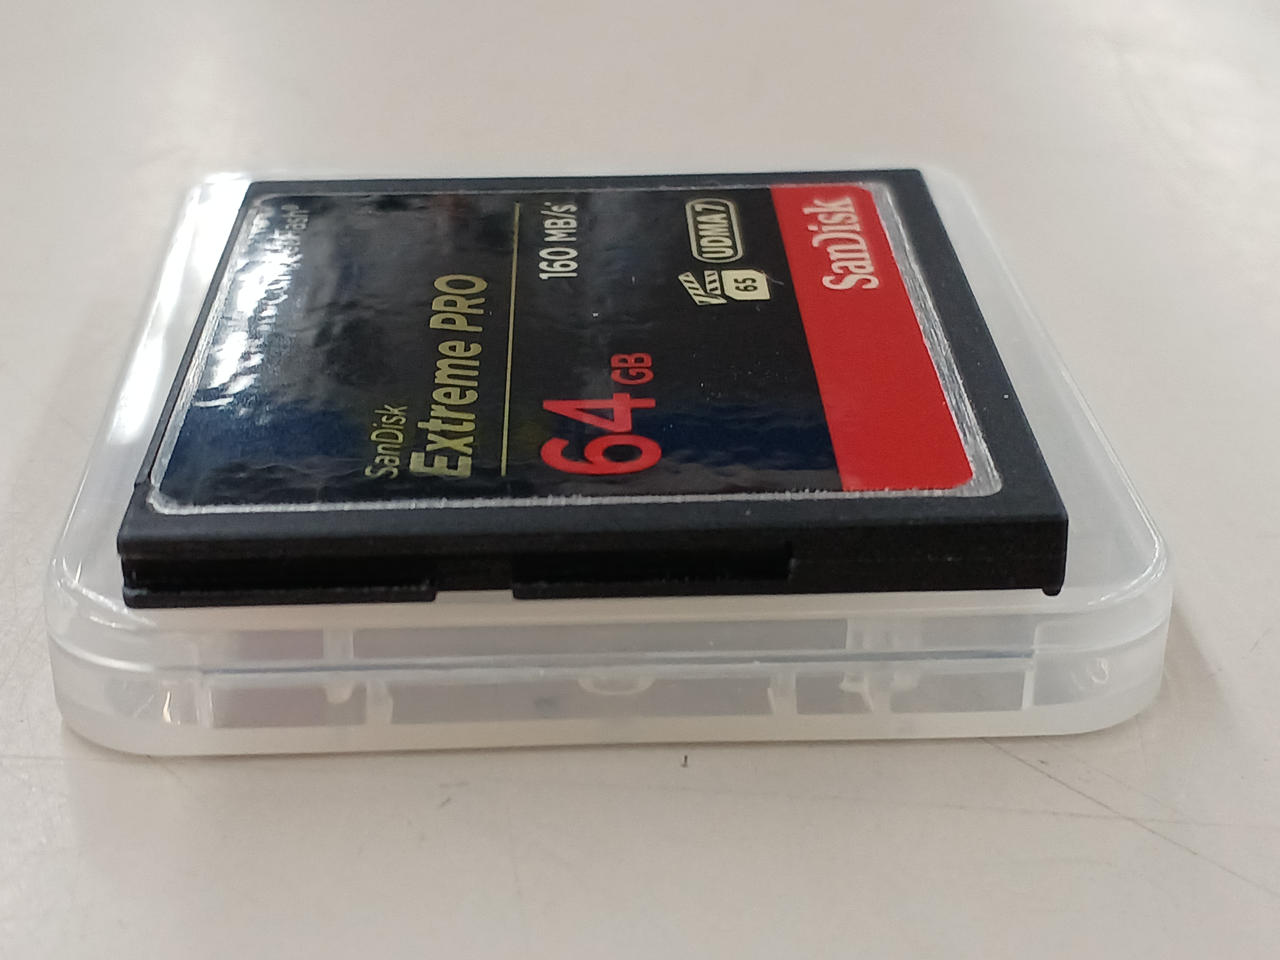 SanDisk
Extreme PRO
160 MB/s
64 GB
65
UDMA 7
SanDisk